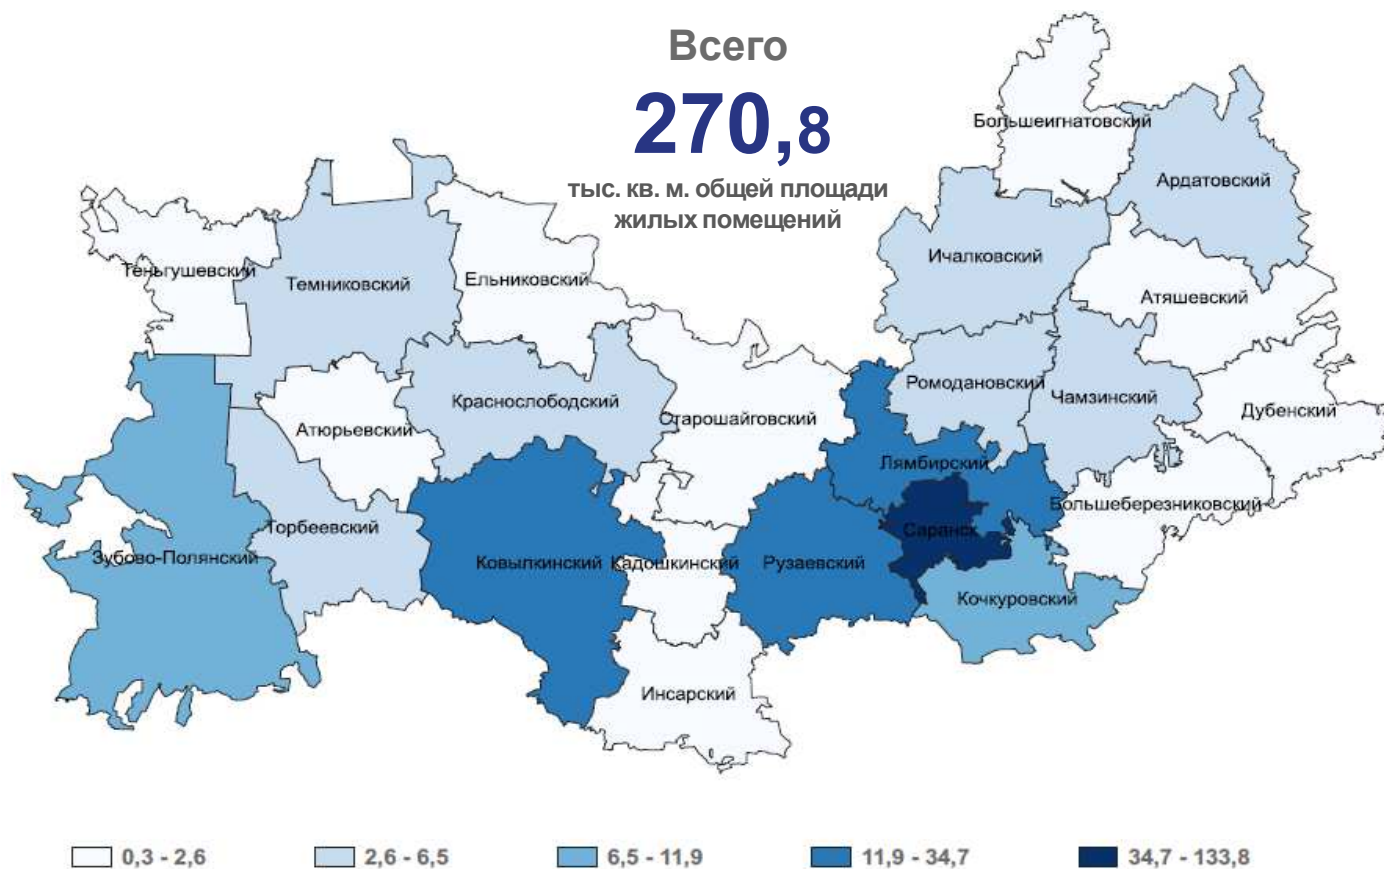 Всего
270,8
тыс. кв. м. общей площади
жилых помещений
Большеигнатовский
Ардатовский
Ичалковский
Теньгушевский
Темниковский
Ельниковский
Атяшевский
Краснослободский
Ромодановский
Чамзинский
Атюрьевский
Старошайговский
Дубенский
Лямбирский
Большеберезниковский
Торбеевский
Саранск
Зубово-Полянский
Ковылкинский
Кадошкинский
Рузаевский
Кочкуровский
Инсарский
0,3 - 2,6
2,6 - 6,5
6,5 - 11,9
11,9 - 34,7
34,7 - 133,8